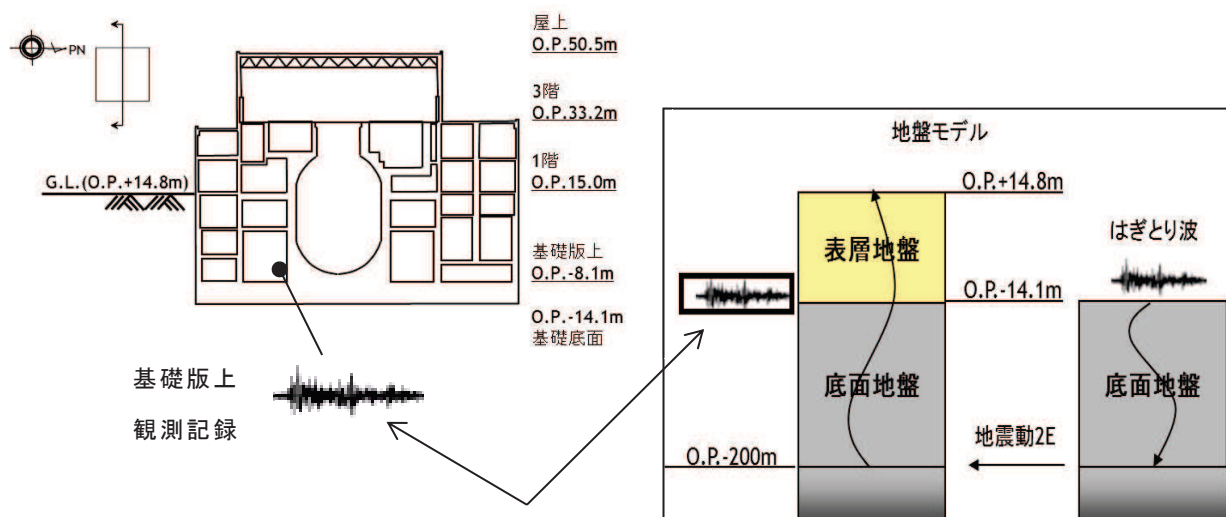 PN
屋上
O.P.50.5m
3階
O.P.33.2m
1階
O.P.15.0m
G.L.(O.P.+14.8m)
基礎版上
O.P.-8.1m
O.P.-14.1m
基礎底面
基礎版上
観測記録
地盤モデル
O.P.+14.8m
表層地盤
はぎとり波
O.P.-14.1m
底面地盤
底面地盤
地震動2E
O.P.-200m